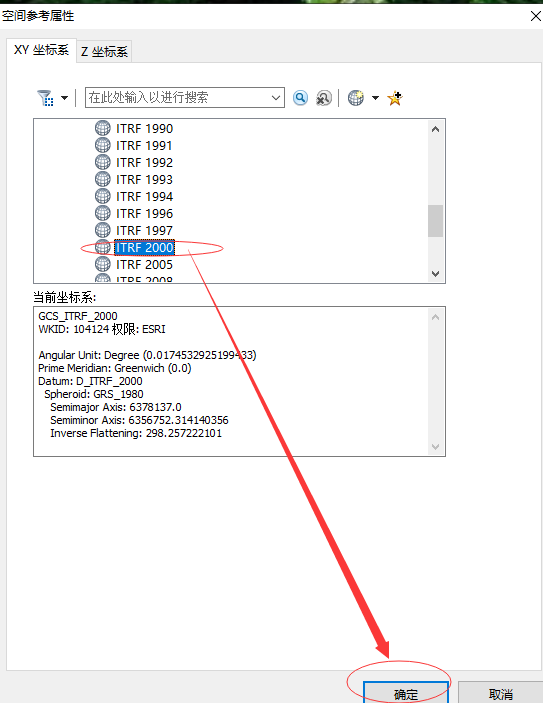 空间参考属性
XY 坐标系
Z 坐标系
在此处输入以进行搜索
ITRF 1990
ITRF 1991
ITRF 1992
ITRF 1993
ITRF 1994
ITRF 1996
ITRF 1997
ITRF 2000
ITRF 2005
ITRF 2008
当前坐标系:
GCS_ITRF_2000
WKID: 104124 权限: ESRI
Angular Unit: Degree (0.0174532925199433)
Prime Meridian: Greenwich (0.0)
Datum: D_ITRF_2000
Spheroid: GRS_1980
Semimajor Axis: 6378137.0
Semiminor Axis: 6356752.314140356
Inverse Flattening: 298.257222101
确定
取消